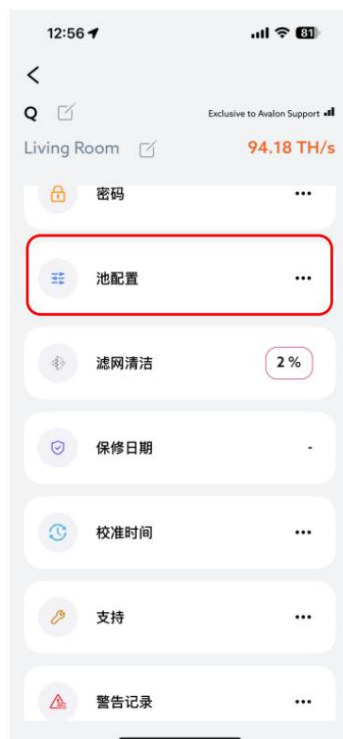 12:56
81
Q
Exclusive to Avalon Support
Living Room
94.18 TH/s
密码
...
池配置
...
滤网清洁
2 %
保修日期
-
校准时间
...
支持
...
警告记录
...